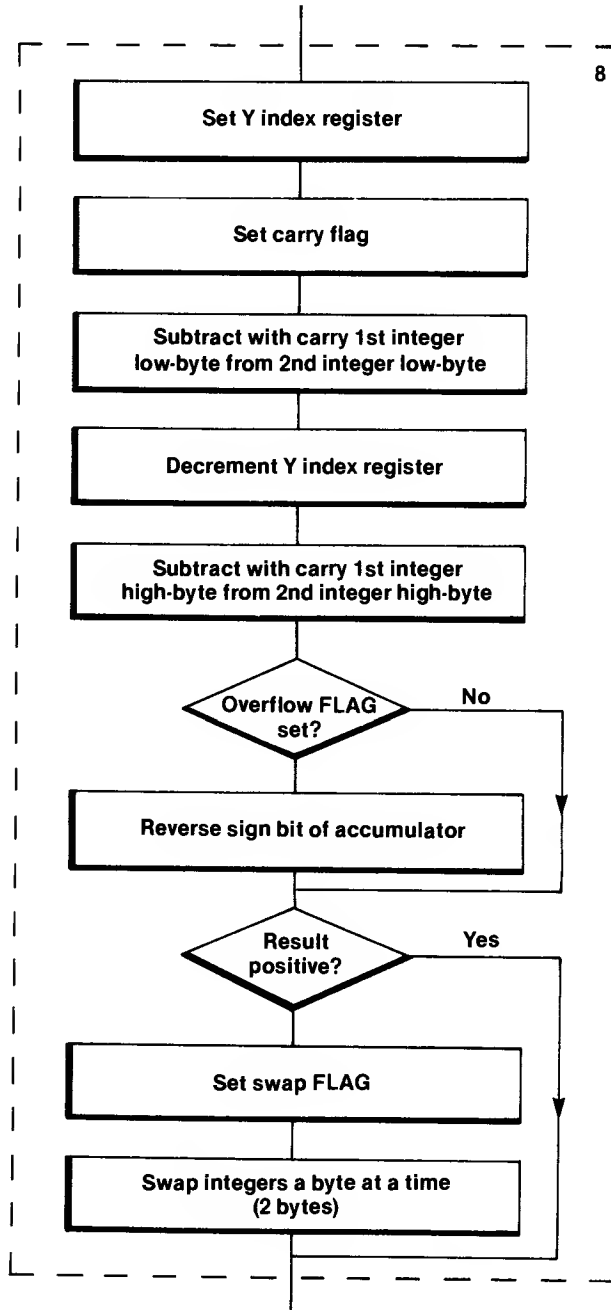 8
Set Y index register
Set carry flag
Subtract with carry 1st integer
low-byte from 2nd integer low-byte
Decrement Y index register
Subtract with carry 1st integer
high-byte from 2nd integer high-byte
Overflow FLAG
set?
No
Reverse sign bit of accumulator
Result
positive?
Yes
Set swap FLAG
Swap integers a byte at a time
(2 bytes)